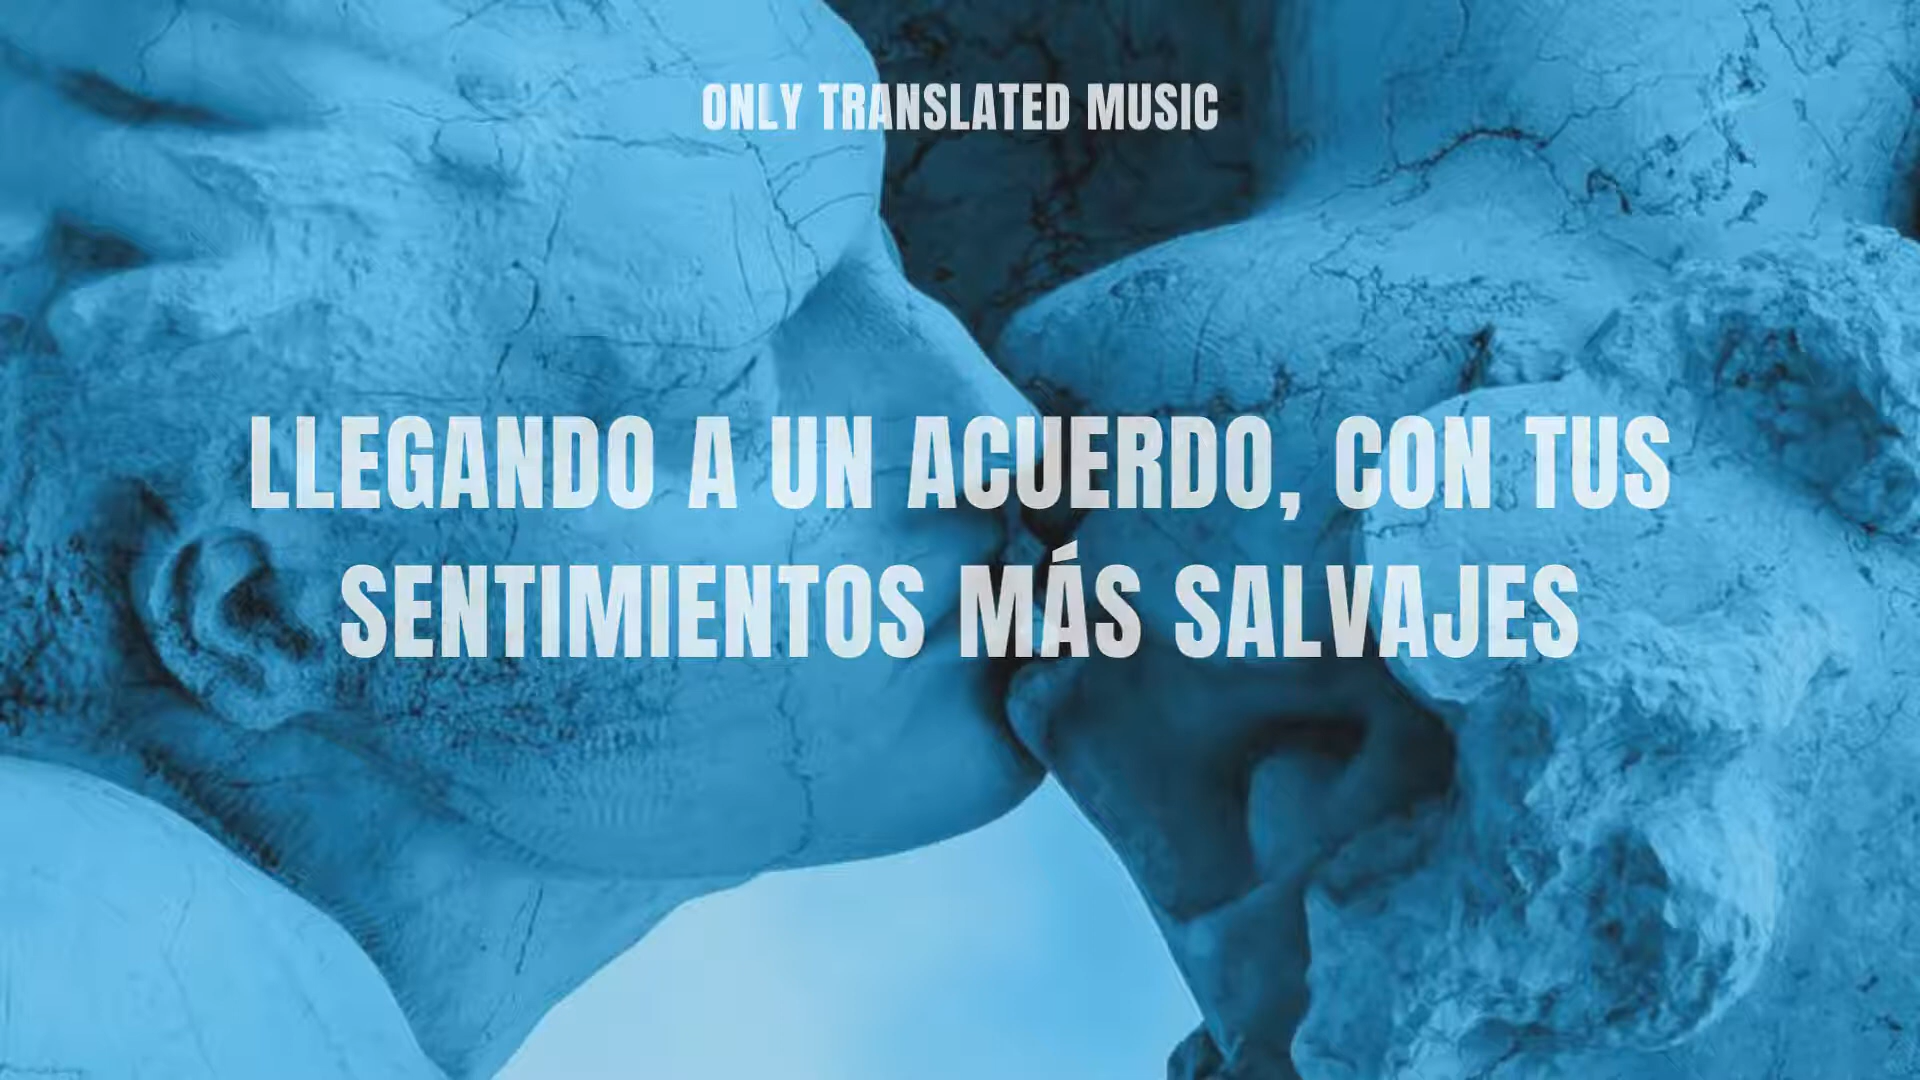 ONLY TRANSLATED MUSIC
LLEGANDO A UN ACUERDO, CON TUS
SENTIMIENTOS MÁS SALVAJES